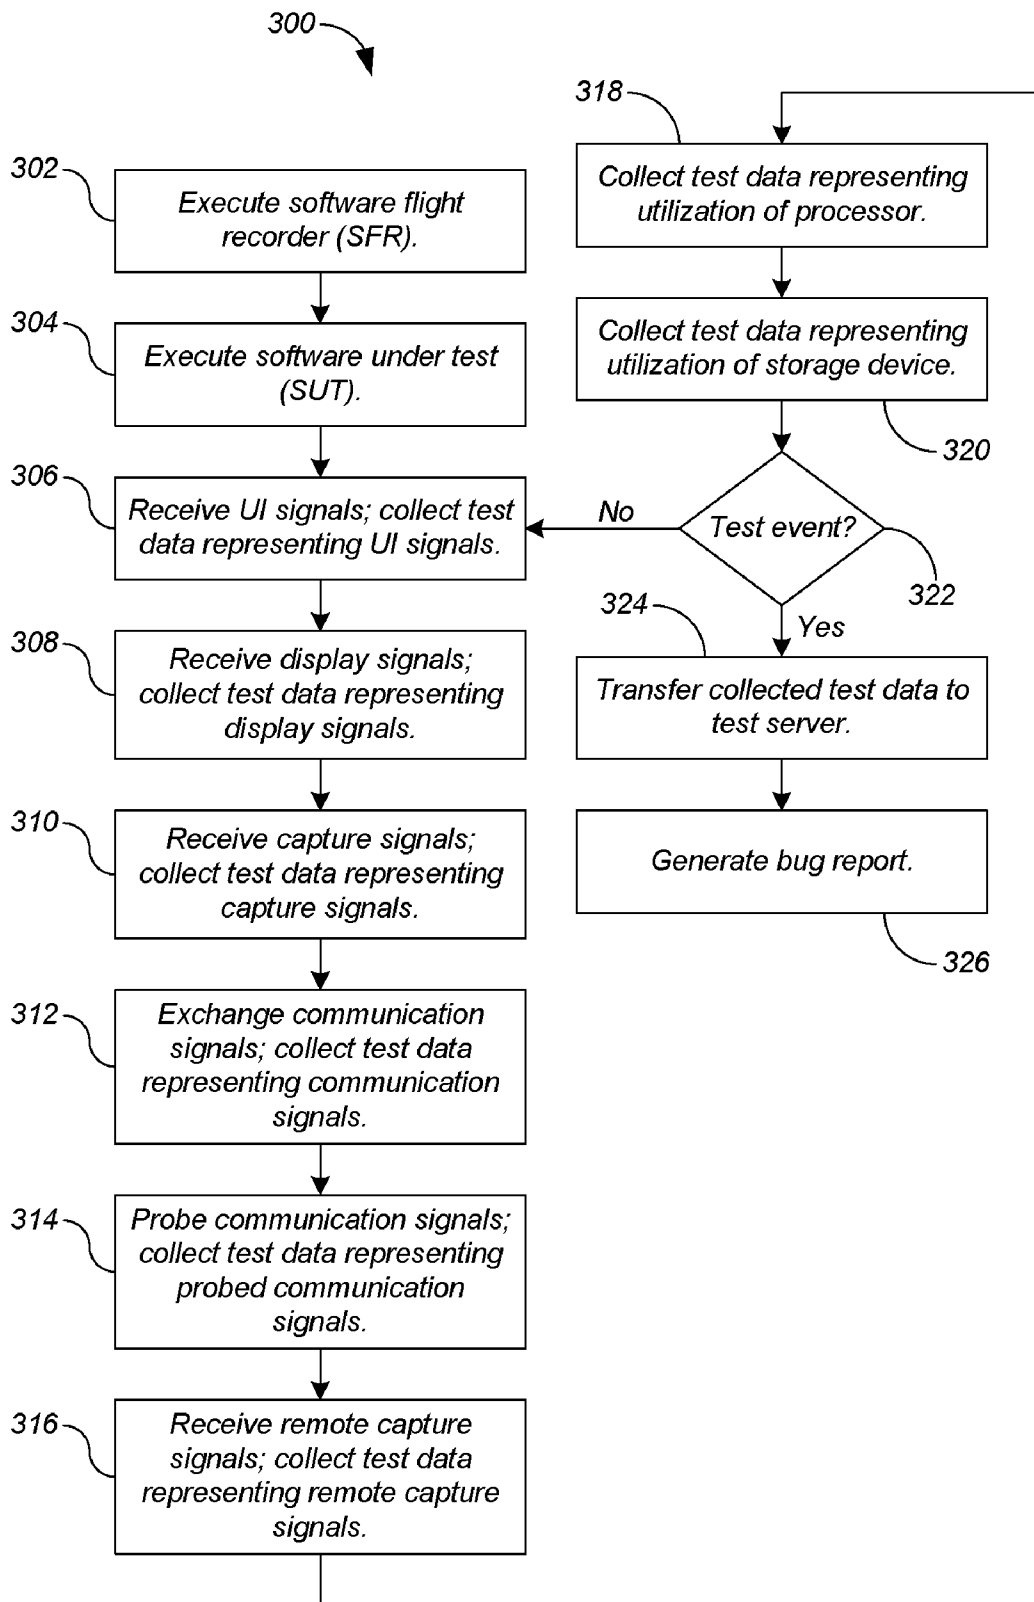 300
302
Execute software flight
recorder (SFR).
304
Execute software under test
(SUT).
306
Receive UI signals; collect test
data representing UI signals.
308
Receive display signals;
collect test data representing
display signals.
310
Receive capture signals;
collect test data representing
capture signals.
312
Exchange communication
signals; collect test data
representing communication
signals.
314
Probe communication signals;
collect test data representing
probed communication
signals.
316
Receive remote capture
signals; collect test data
representing remote capture
signals.
318
Collect test data representing
utilization of processor.
Collect test data representing
utilization of storage device.
320
No
Test event?
322
324
Yes
Transfer collected test data to
test server.
Generate bug report.
326